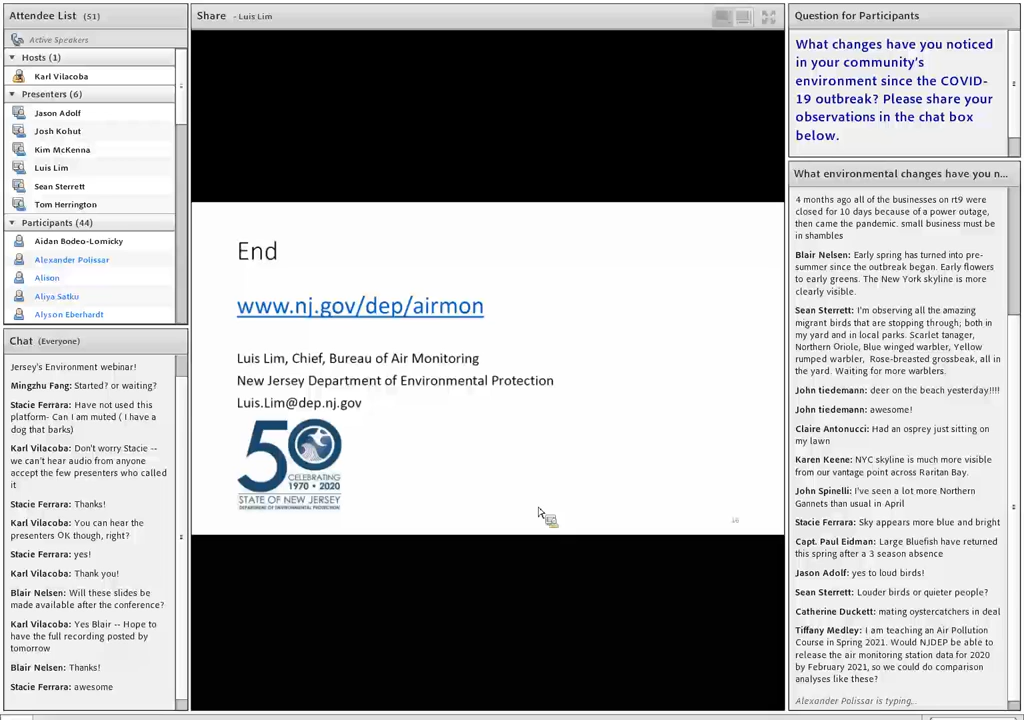 Attendee List (51)
Active Speakers
Hosts (1)
Karl Vilacoba
Presenters (6)
Jason Adolf
Josh Kohut
Kim McKenna
Luis Lim
Sean Sterrett
Tom Herrington
Participants (44)
Aidan Bodeo-Lomicky
Alexander Polissar
Alison
Aliya Satku
Alyson Eberhardt
Chat (Everyone)
Jersey's Environment webinar!
Mingzhu Fang: Started? or waiting?
Stacie Ferrara: Have not used this
platform- Can I am muted ( I have a
dog that barks)
Karl Vilacoba: Don't worry Stacie --
we can't hear audio from anyone
accept the few presenters who called
it
Stacie Ferrara: Thanks!
Karl Vilacoba: You can hear the
presenters OK though, right?
Stacie Ferrara: yes!
Karl Vilacoba: Thank you!
Blair Nelsen: Will these slides be
made available after the conference?
Karl Vilacoba: Yes Blair -- Hope to
have the full recording posted by
tomorrow
Blair Nelsen: Thanks!
Stacie Ferrara: awesome
Share - Luis Lim
End
www.nj.gov/dep/airmon
Luis Lim, Chief, Bureau of Air Monitoring
New Jersey Department of Environmental Protection
Luis.Lim@dep.nj.gov
50
CELEBRATING
1970 • 2020
STATE OF NEW JERSEY
DEPARTMENT OF ENVIRONMENTAL PROTECTION
Question for Participants
What changes have you noticed
in your community's
environment since the COVID-
19 outbreak? Please share your
observations in the chat box
below.
What environmental changes have you n...
4 months ago all of the businesses on rt9 were
closed for 10 days because of a power outage,
then came the pandemic. small business must be
in shambles
Blair Nelsen: Early spring has turned into pre-
summer since the outbreak began. Early flowers
to early greens. The New York skyline is more
clearly visible.
Sean Sterrett: I'm observing all the amazing
migrant birds that are stopping through; both in
my yard and in local parks. Scarlet tanager,
Northern Oriole, Blue winged warbler, Yellow
rumped warbler, Rose-breasted grossbeak, all in
the yard. Waiting for more warblers.
John tiedemann: deer on the beach yesterday!!!!
John tiedemann: awesome!
Claire Antonucci: Had an osprey just sitting on
my lawn
Karen Keene: NYC skyline is much more visible
from our vantage point across Raritan Bay.
John Spinelli: I've seen a lot more Northern
Gannets than usual in April
Stacie Ferrara: Sky appears more blue and bright
Capt. Paul Eidman: Large Bluefish have returned
this spring after a 3 season absence
Jason Adolf: yes to loud birds!
Sean Sterrett: Louder birds or quieter people?
Catherine Duckett: mating oystercatchers in deal
Tiffany Medley: I am teaching an Air Pollution
Course in Spring 2021. Would NJDEP be able to
release the air monitoring station data for 2020
by February 2021, so we could do comparison
analyses like these?
Alexander Polissar is typing...